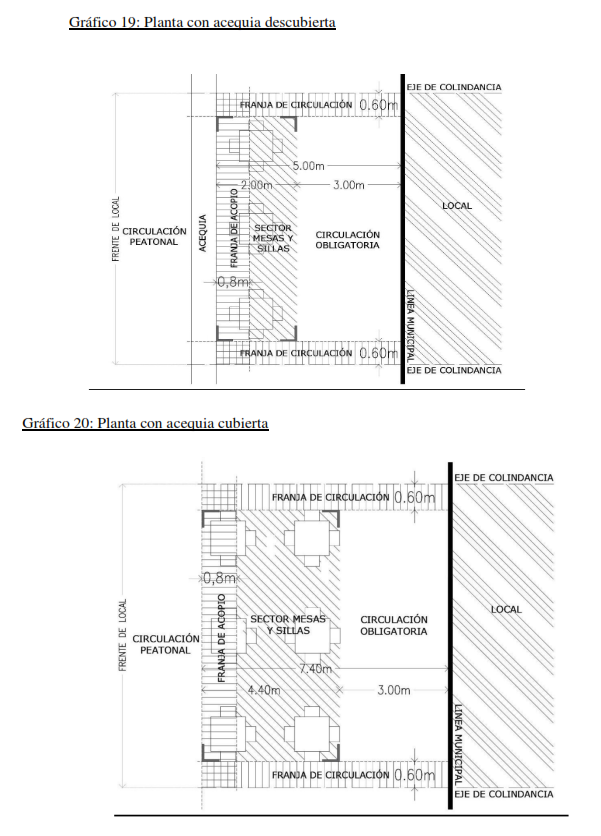 Gráfico 19: Planta con acequia descubierta
EJE DE COLINDANCIA
FRANJA DE CIRCULACIÓN 0.60m
5.00m
2.00m
3.00m
FRENTE DE LOCAL
CIRCULACIÓN
PEATONAL
ACEQUIA
FRANJA DE ACOPIO
SECTOR
MESAS Y
SILLAS
CIRCULACIÓN
OBLIGATORIA
LOCAL
0,8m
LINEA MUNICIPAL
FRANJA DE CIRCULACIÓN 0.60m
EJE DE COLINDANCIA
Gráfico 20: Planta con acequia cubierta
EJE DE COLINDANCIA
FRANJA DE CIRCULACIÓN 0.60m
0,8m
FRENTE DE LOCAL
CIRCULACIÓN
PEATONAL
FRANJA DE ACOPIO
SECTOR MESAS
Y SILLAS
CIRCULACIÓN
OBLIGATORIA
LOCAL
7.40m
4.40m
3.00m
LINEA MUNICIPAL
FRANJA DE CIRCULACIÓN 0.60m
EJE DE COLINDANCIA